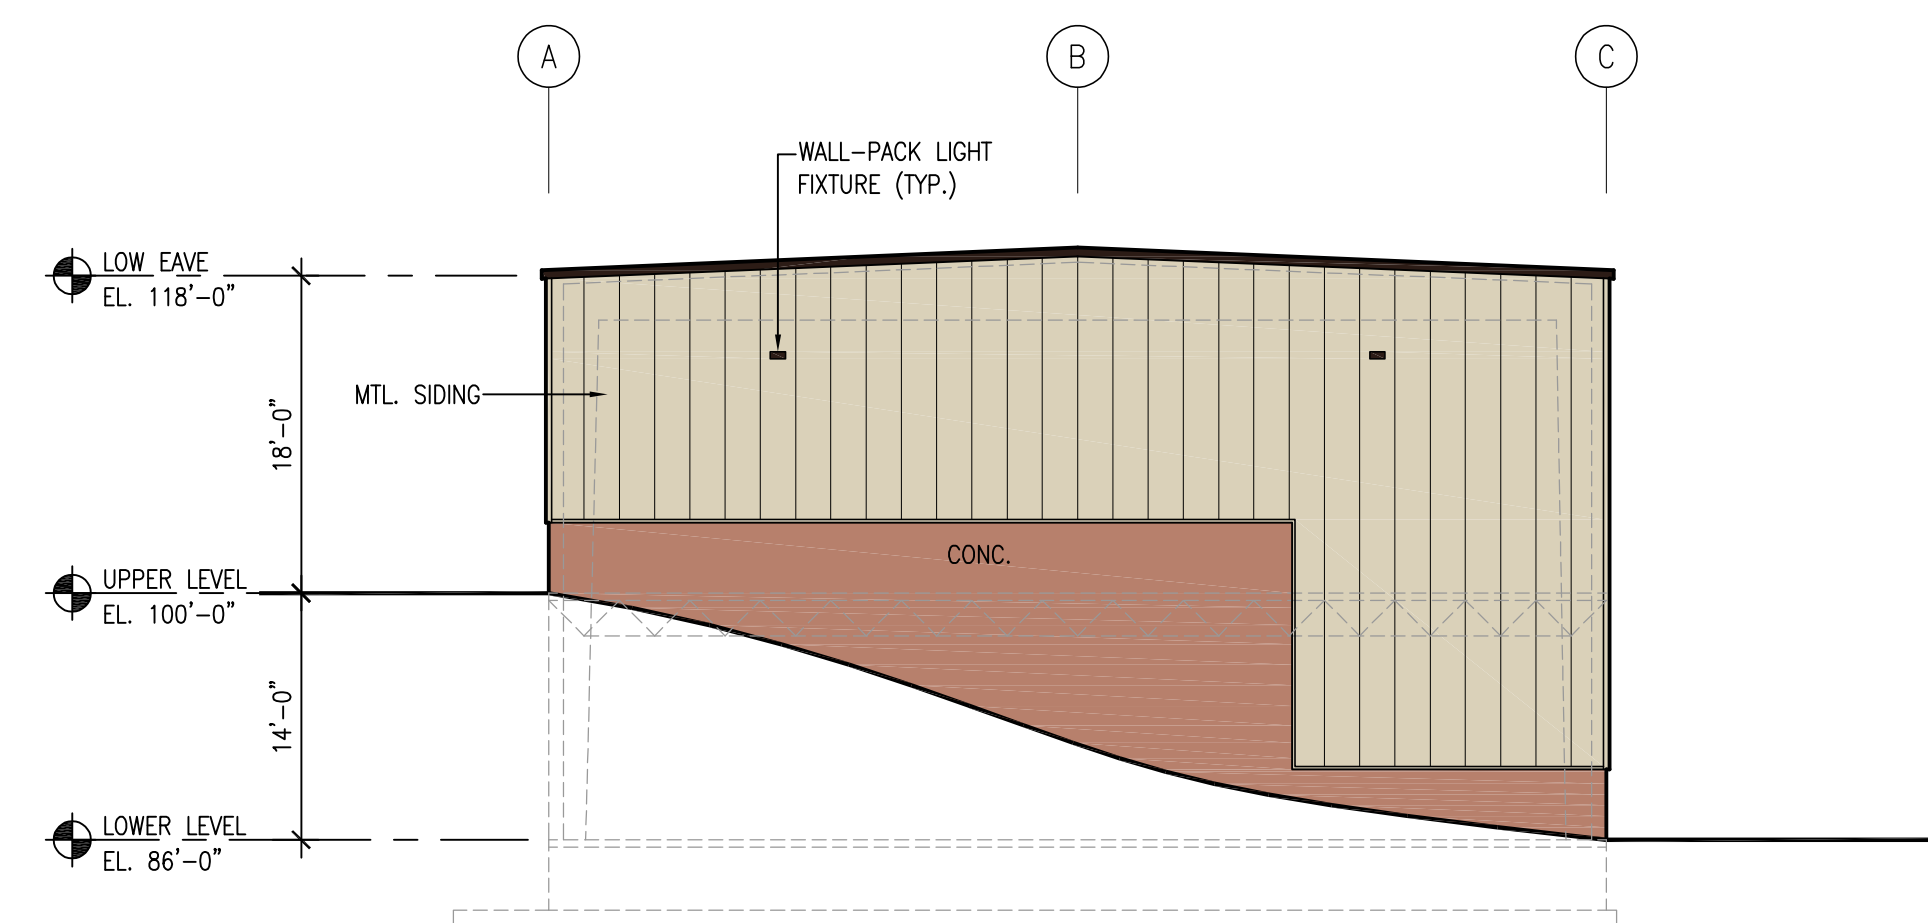 A
B
C
WALL-PACK LIGHT
FIXTURE (TYP.)
LOW EAVE
EL. 118'-0"
MTL. SIDING
18'-0"
CONC.
UPPER LEVEL
EL. 100'-0"
14'-0"
LOWER LEVEL
EL. 86'-0"